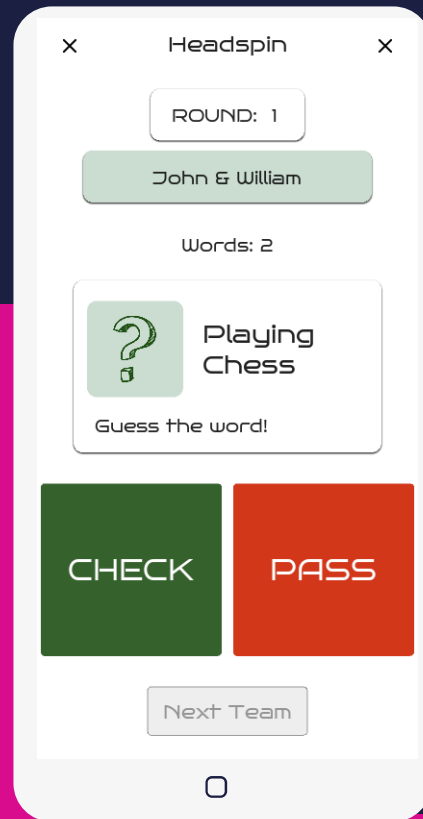 Headspin
ROUND: 1
John & William
Words: 2
?
Playing
Chess
Guess the word!
CHECK
PASS
Next Team